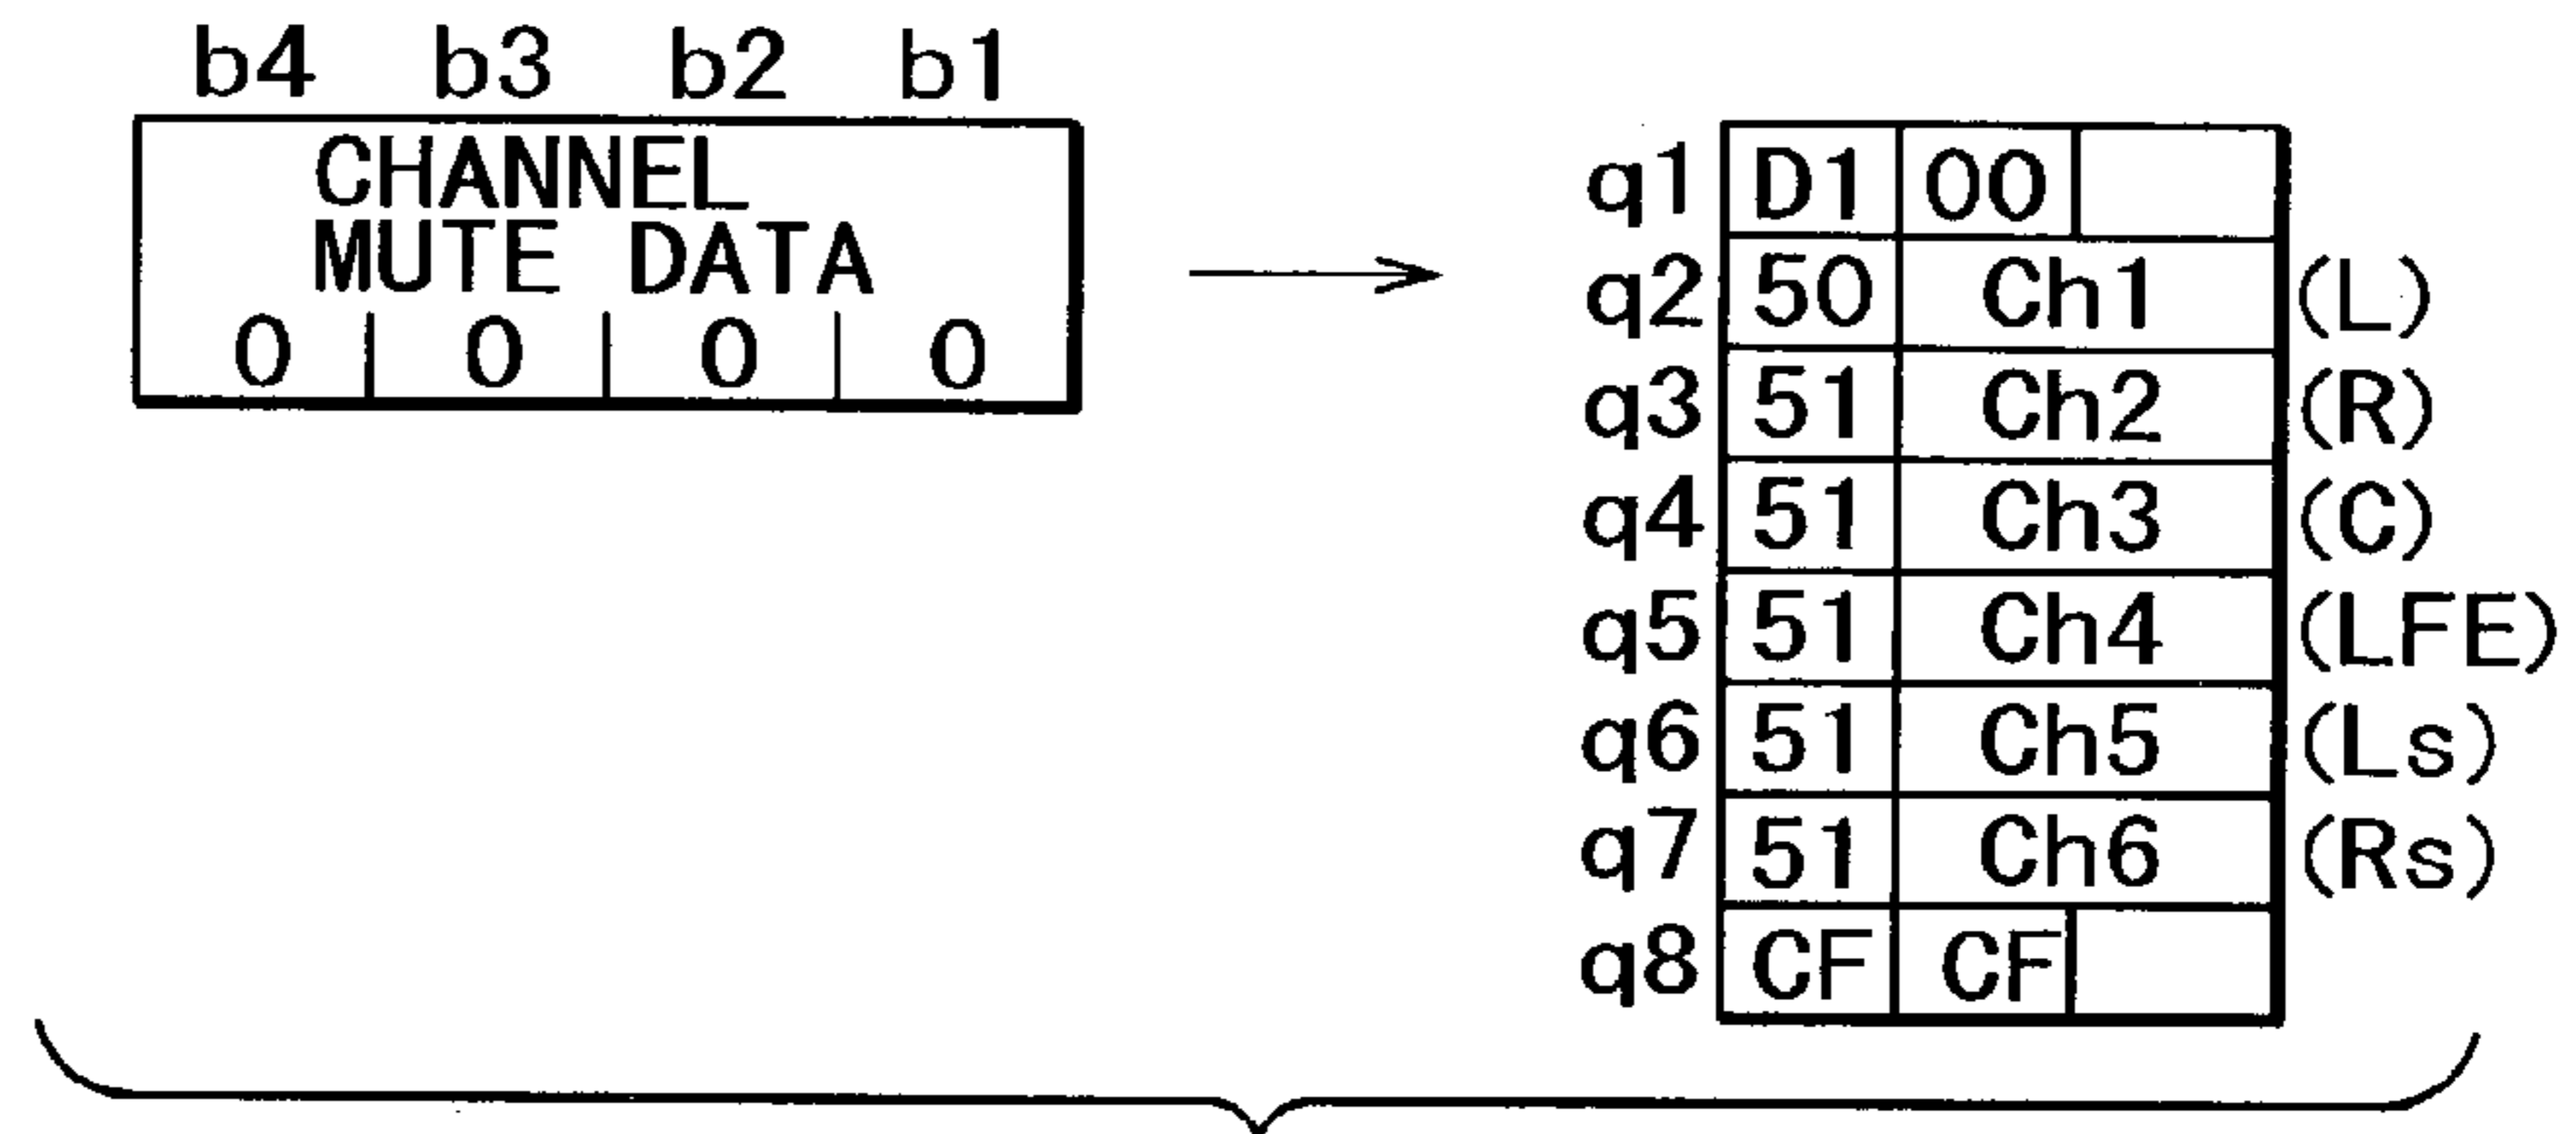 b4 b3 b2 b1
CHANNEL
MUTE DATA
0 0 0 0
q1 D1 00
q2 50 Ch1 (L)
q3 51 Ch2 (R)
q4 51 Ch3 (C)
q5 51 Ch4 (LFE)
q6 51 Ch5 (Ls)
q7 51 Ch6 (Rs)
q8 CF CF